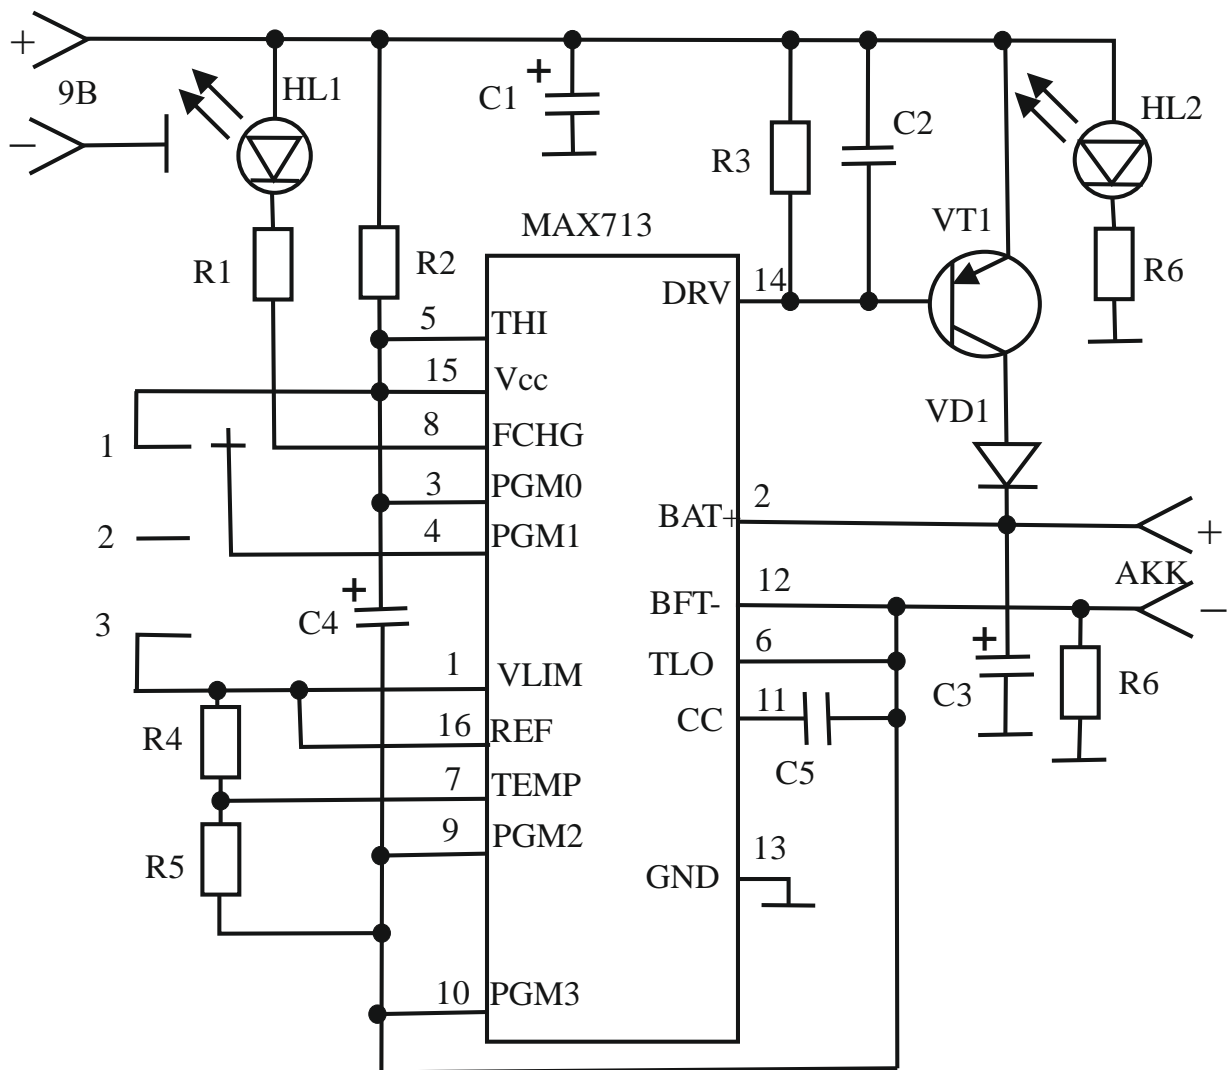 +
9В
−
HL1
C1
+
R3
C2
HL2
R1
R2
MAX713
VT1
R6
DRV
14
5
THI
15
Vcc
8
FCHG
3
PGM0
4
PGM1
1
2
3
VD1
2
BAT+
+
AKK
−
12
BFT-
6
TLO
11
CC
C5
+
C3
R6
+
C4
1
VLIM
16
REF
R4
7
TEMP
9
PGM2
R5
13
GND
10
PGM3